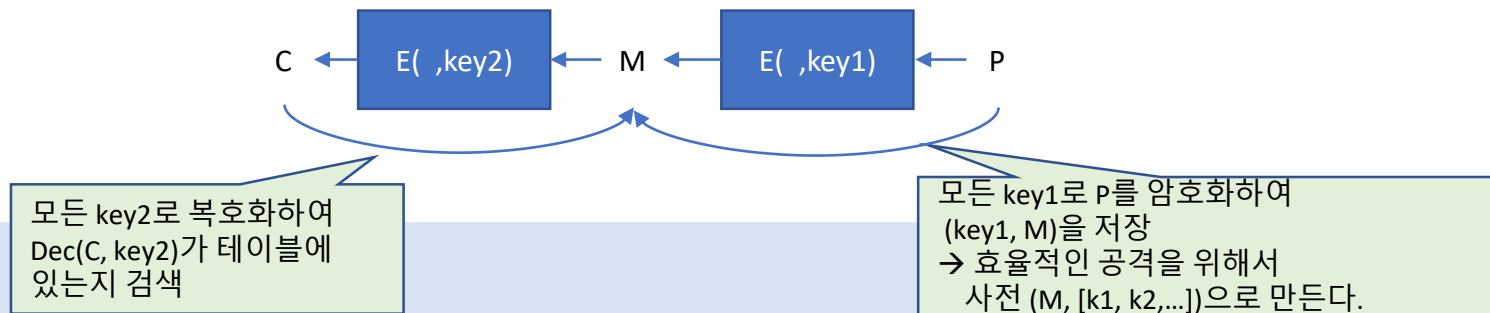 C E( ,key2) M E( ,key1) P
모든 key2로 복호화하여
Dec(C, key2)가 테이블에
있는지 검색
모든 key1로 P를 암호화하여
(key1, M)을 저장
→ 효율적인 공격을 위해서
사전 (M, [k1, k2,...])으로 만든다.